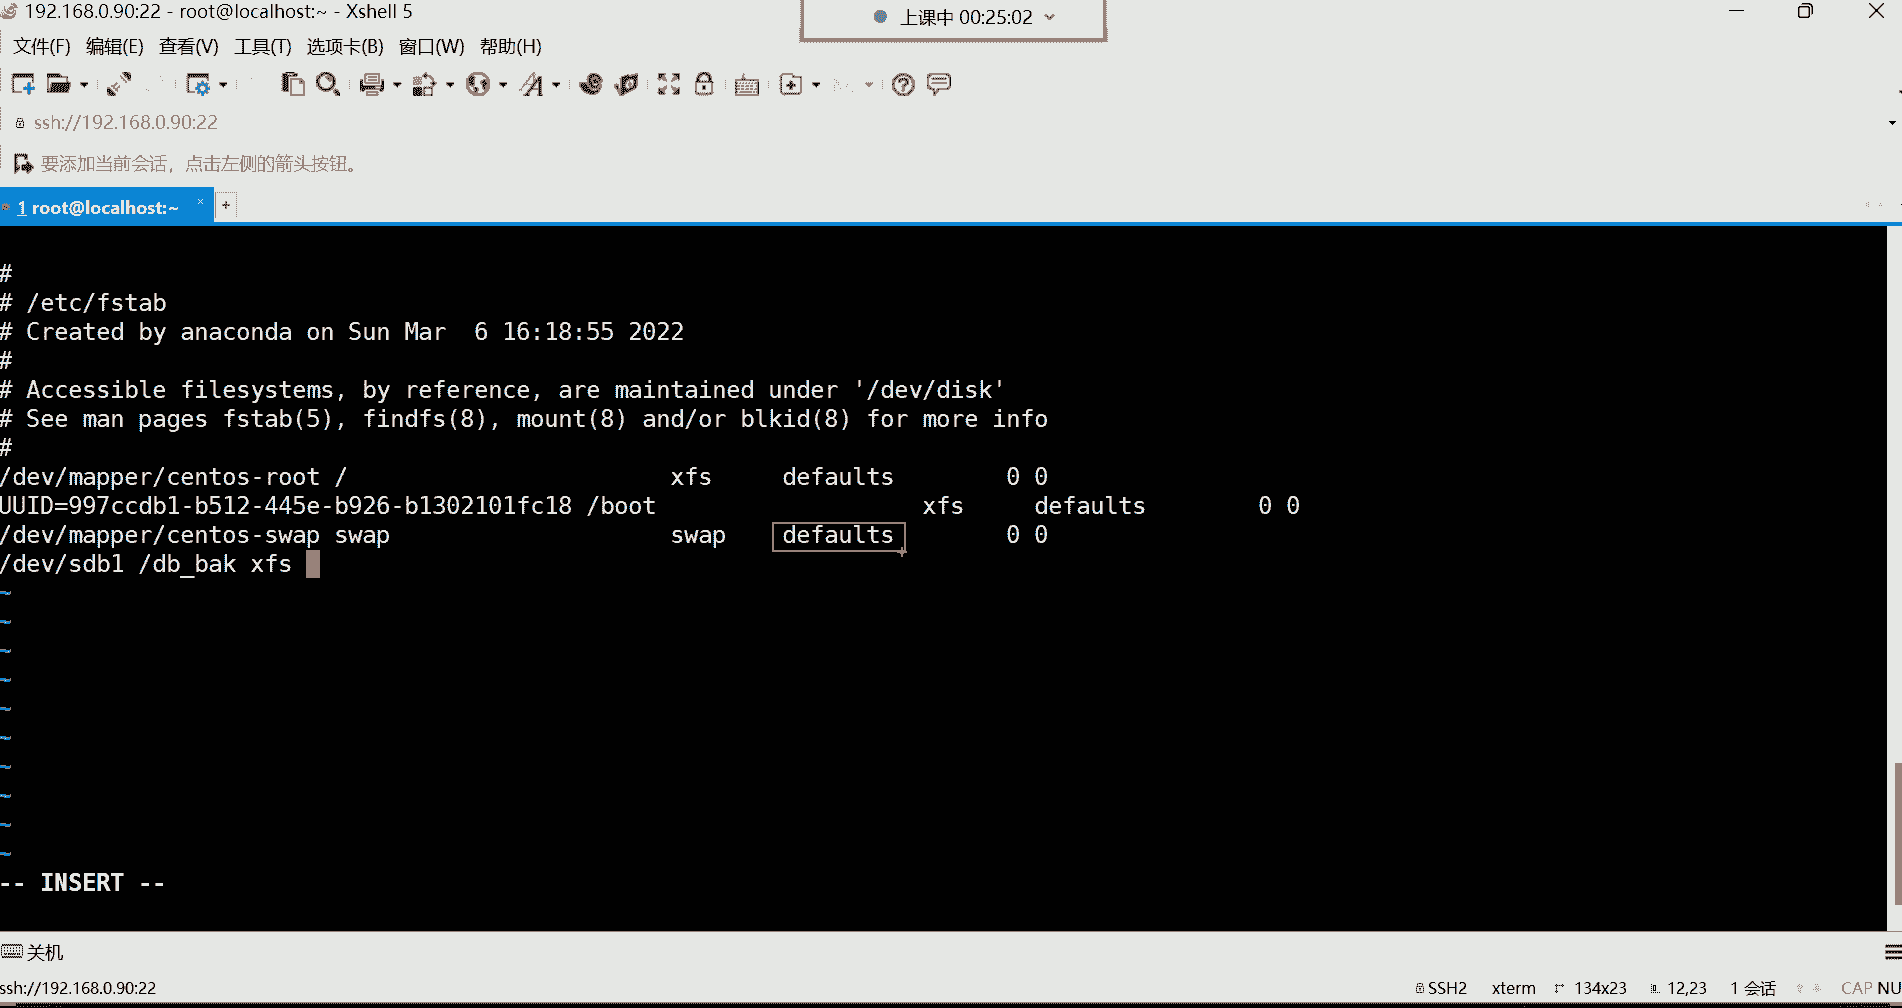 192.168.0.90:22 - root@localhost:~ - Xshell 5
上课中 00:25:02
文件(F) 编辑(E) 查看(V) 工具(T) 选项卡(B) 窗口(W) 帮助(H)
ssh://192.168.0.90:22
要添加当前会话，点击左侧的箭头按钮。
1 root@localhost:~ × +
#
# /etc/fstab
# Created by anaconda on Sun Mar  6 16:18:55 2022
#
# Accessible filesystems, by reference, are maintained under '/dev/disk'
# See man pages fstab(5), findfs(8), mount(8) and/or blkid(8) for more info
#
/dev/mapper/centos-root /                       xfs     defaults        0 0
UUID=997ccdb1-b512-445e-b926-b1302101fc18 /boot                   xfs     defaults        0 0
/dev/mapper/centos-swap swap                    swap    defaults        0 0
/dev/sdb1 /db_bak xfs
~
~
~
~
~
~
~
~
~
~
-- INSERT --
关机
ssh://192.168.0.90:22 SSH2 xterm 134x23 12,23 1 会话 CAP NU